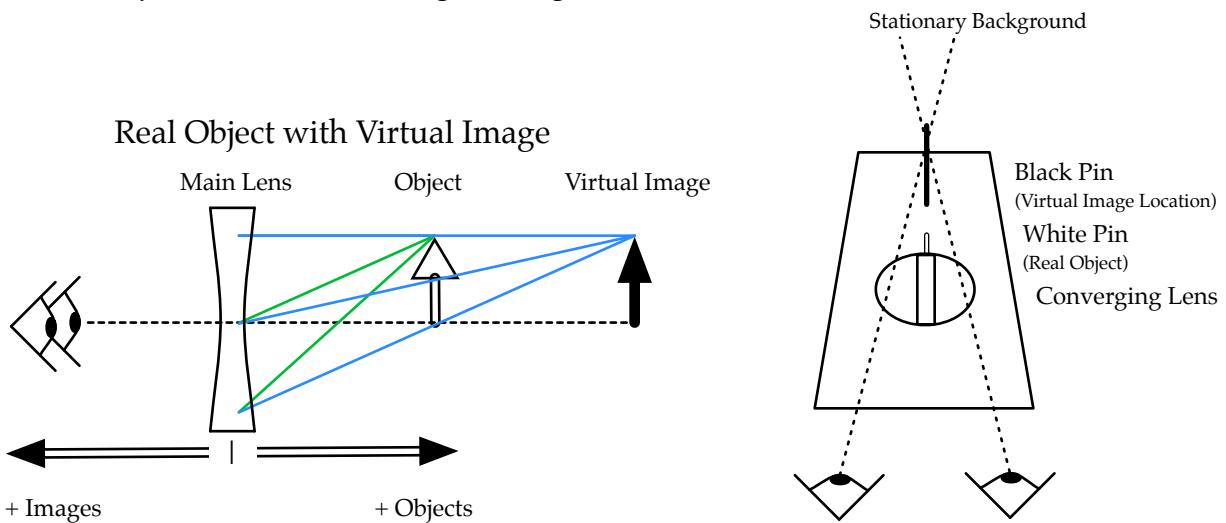 Stationary Background
Real Object with Virtual Image
Main Lens
Object
Virtual Image
Black Pin
(Virtual Image Location)
White Pin
(Real Object)
Converging Lens
+ Images
+ Objects